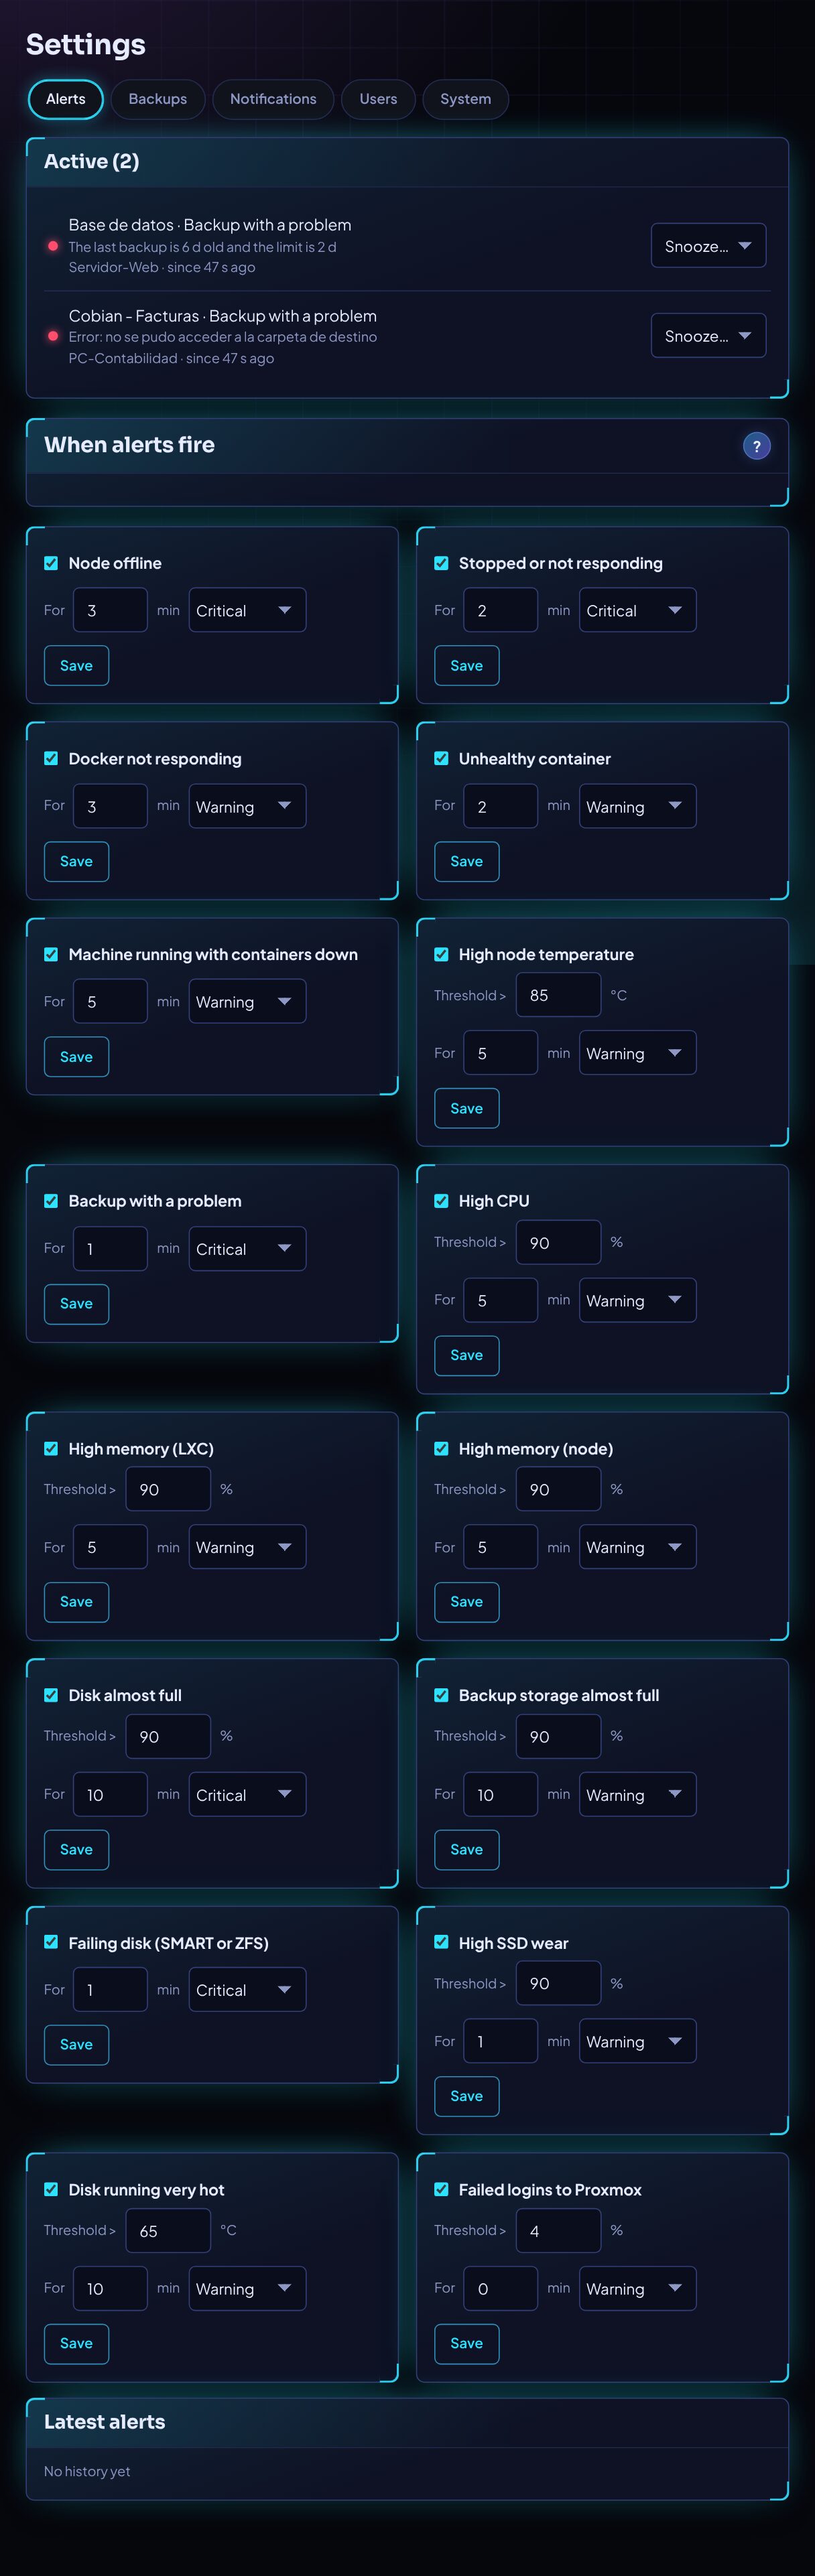 Settings
Alerts
Backups
Notifications
Users
System
Active (2)
Base de datos · Backup with a problem
The last backup is 6 d old and the limit is 2 d
Servidor-Web · since 47 s ago
Snooze...
Cobian - Facturas · Backup with a problem
Error: no se pudo acceder a la carpeta de destino
PC-Contabilidad · since 47 s ago
Snooze...
When alerts fire
?
Node offline
For 3 min Critical
Save
Stopped or not responding
For 2 min Critical
Save
Docker not responding
For 3 min Warning
Save
Unhealthy container
For 2 min Warning
Save
Machine running with containers down
For 5 min Warning
Save
High node temperature
Threshold > 85 °C
For 5 min Warning
Save
Backup with a problem
For 1 min Critical
Save
High CPU
Threshold > 90 %
For 5 min Warning
Save
High memory (LXC)
Threshold > 90 %
For 5 min Warning
Save
High memory (node)
Threshold > 90 %
For 5 min Warning
Save
Disk almost full
Threshold > 90 %
For 10 min Critical
Save
Backup storage almost full
Threshold > 90 %
For 10 min Warning
Save
Failing disk (SMART or ZFS)
For 1 min Critical
Save
High SSD wear
Threshold > 90 %
For 1 min Warning
Save
Disk running very hot
Threshold > 65 °C
For 10 min Warning
Save
Failed logins to Proxmox
Threshold > 4 %
For 0 min Warning
Save
Latest alerts
No history yet